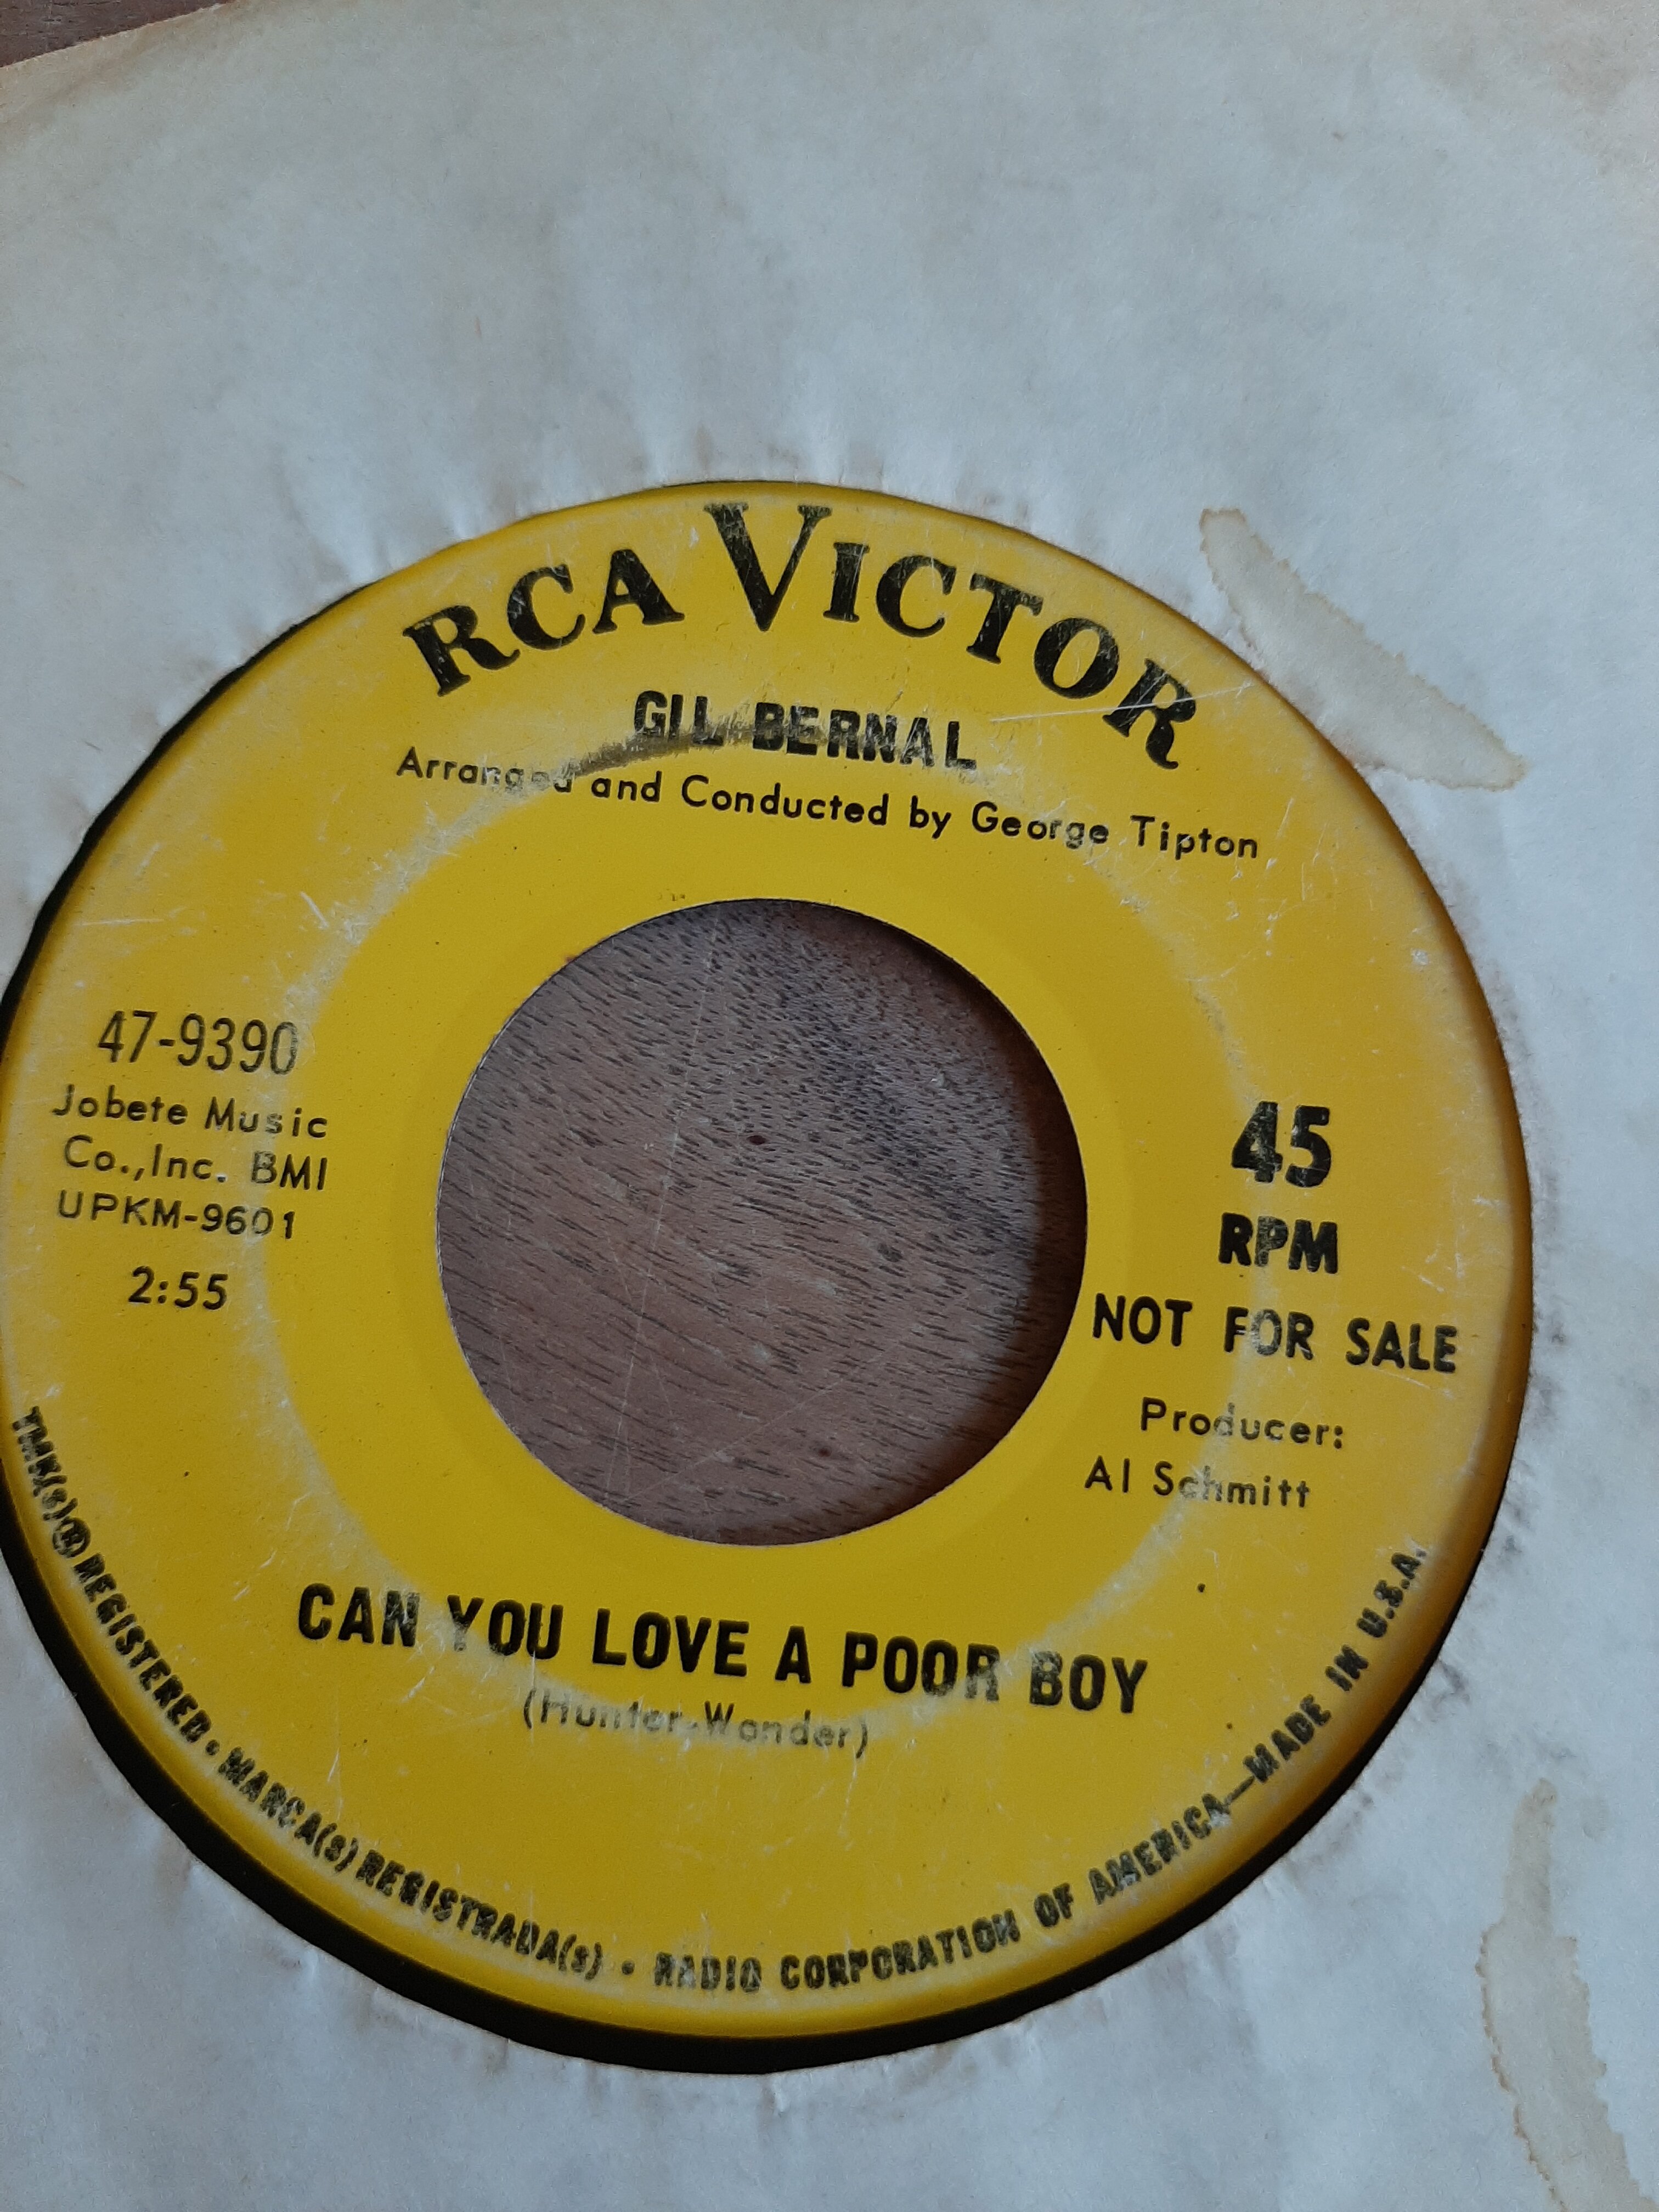 RCA VICTOR
GIL BERNAL
Arranged and Conducted by George Tipton
47-9390
Jobete Music
Co.,Inc. BMI
UPKM-9601
2:55
45
RPM
NOT FOR SALE
Producer:
Al Schmitt
CAN YOU LOVE A POOR BOY
(Hunter-Wonder)
TMK(s)®REGISTERED • MARCA(s) REGISTRADA(s) • RADIO CORPORATION OF AMERICA—MADE IN U.S.A.